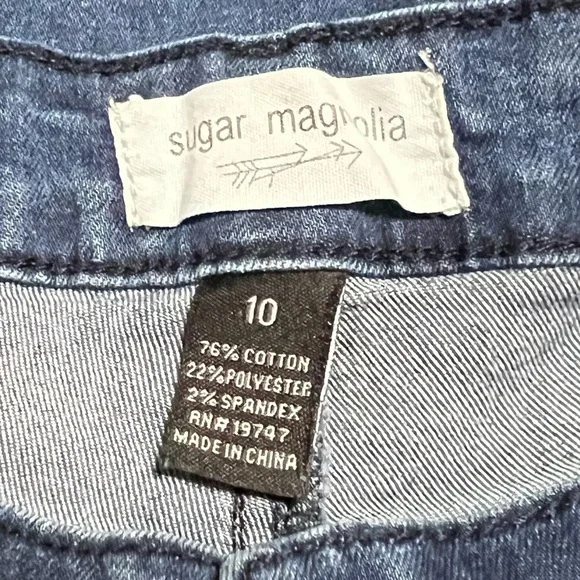 sugar magnolia
10
76% COTTON
22% POLYESTER
2% SPANDEX
RN# 19747
MADE IN CHINA